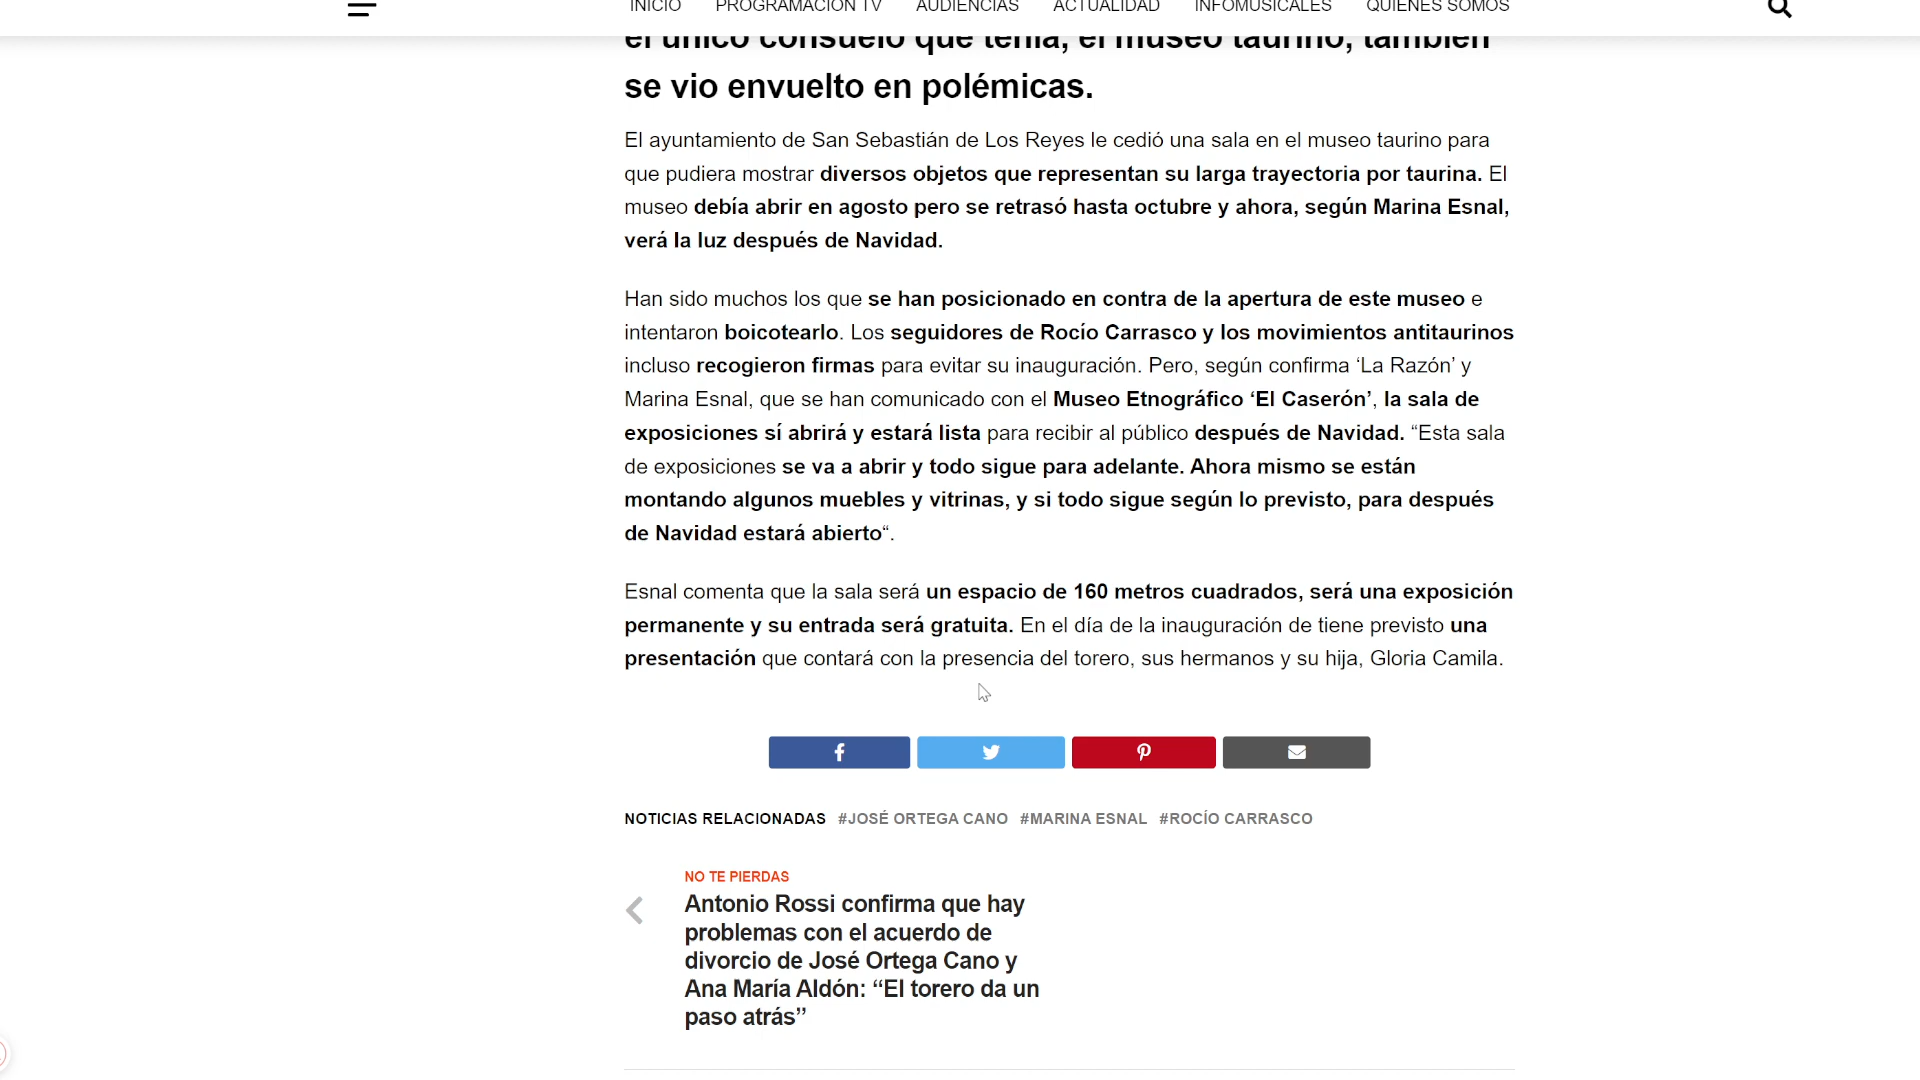 INICIO PROGRAMACIÓN TV AUDIENCIAS ACTUALIDAD INFOMUSICALES QUIÉNES SOMOS
el único consuelo que tenía, el museo taurino, también
se vio envuelto en polémicas.
El ayuntamiento de San Sebastián de Los Reyes le cedió una sala en el museo taurino para
que pudiera mostrar diversos objetos que representan su larga trayectoria por taurina. El
museo debía abrir en agosto pero se retrasó hasta octubre y ahora, según Marina Esnal,
verá la luz después de Navidad.
Han sido muchos los que se han posicionado en contra de la apertura de este museo e
intentaron boicotearlo. Los seguidores de Rocío Carrasco y los movimientos antitaurinos
incluso recogieron firmas para evitar su inauguración. Pero, según confirma ‘La Razón’ y
Marina Esnal, que se han comunicado con el Museo Etnográfico ‘El Caserón’, la sala de
exposiciones sí abrirá y estará lista para recibir al público después de Navidad. “Esta sala
de exposiciones se va a abrir y todo sigue para adelante. Ahora mismo se están
montando algunos muebles y vitrinas, y si todo sigue según lo previsto, para después
de Navidad estará abierto“.
Esnal comenta que la sala será un espacio de 160 metros cuadrados, será una exposición
permanente y su entrada será gratuita. En el día de la inauguración de tiene previsto una
presentación que contará con la presencia del torero, sus hermanos y su hija, Gloria Camila.
NOTICIAS RELACIONADAS #JOSÉ ORTEGA CANO #MARINA ESNAL #ROCÍO CARRASCO
NO TE PIERDAS
Antonio Rossi confirma que hay
problemas con el acuerdo de
divorcio de José Ortega Cano y
Ana María Aldón: “El torero da un
paso atrás”